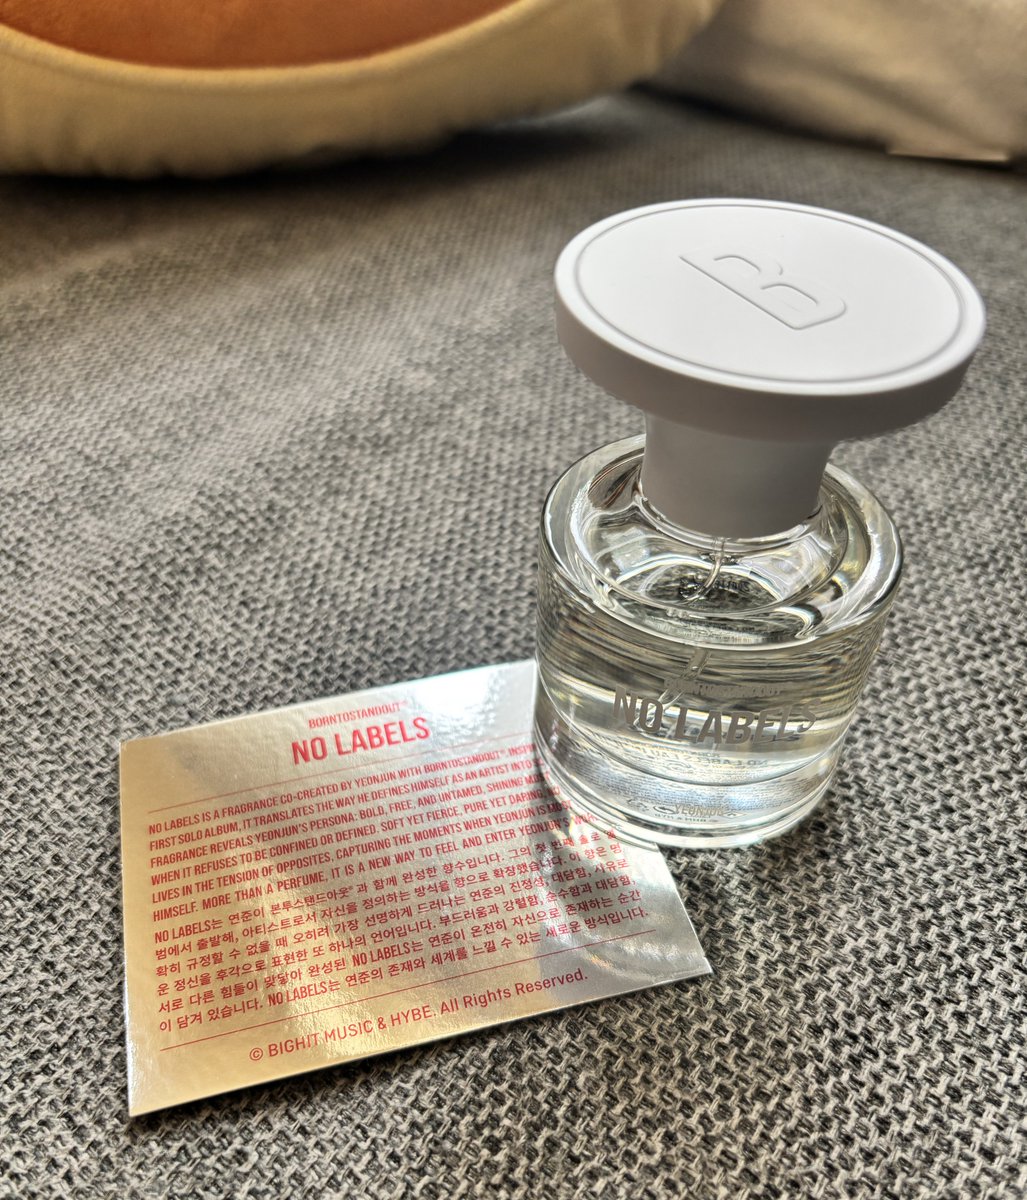 B
BORNTOSTANDOUT
NO LABELS
YEONJUN
BORNTOSTANDOUT®
NO LABELS
NO LABELS IS A FRAGRANCE CO-CREATED BY YEONJUN WITH BORNTOSTANDOUT®.
FIRST SOLO ALBUM, IT TRANSLATES THE WAY HE DEFINES HIMSELF AS AN ARTIST INTO
FRAGRANCE REVEALS YEONJUN'S PERSONA: BOLD, FREE, AND UNTAMED, SHINING
WHEN IT REFUSES TO BE CONFINED OR DEFINED. SOFT YET FIERCE, PURE YET DARING
LIVES IN THE TENSION OF OPPOSITES, CAPTURING THE MOMENTS WHEN YEONJUN IS
HIMSELF. MORE THAN A PERFUME, IT IS A NEW WAY TO FEEL AND ENTER YEONJUN'S
NO LABELS는 연준이 본투스탠드아웃®과 함께 완성한 향수입니다. 그의 첫 번째 솔로 앨
범에서 출발해, 아티스트로서 자신을 정의하는 방식을 향으로 확장했습니다. 이 향은 명
확히 규정할 수 없을 때 오히려 가장 선명하게 드러나는 연준의 진정성, 대담함, 자유로
운 정신을 후각으로 표현한 또 하나의 언어입니다. 부드러움과 강렬함, 순수함과 대담함,
서로 다른 힘들이 맞닿아 완성된 NO LABELS는 연준이 온전히 자신으로 존재하는 순간
이 담겨 있습니다. NO LABELS는 연준의 존재와 세계를 느낄 수 있는 새로운 방식입니다.
© BIGHIT MUSIC & HYBE. All Rights Reserved.